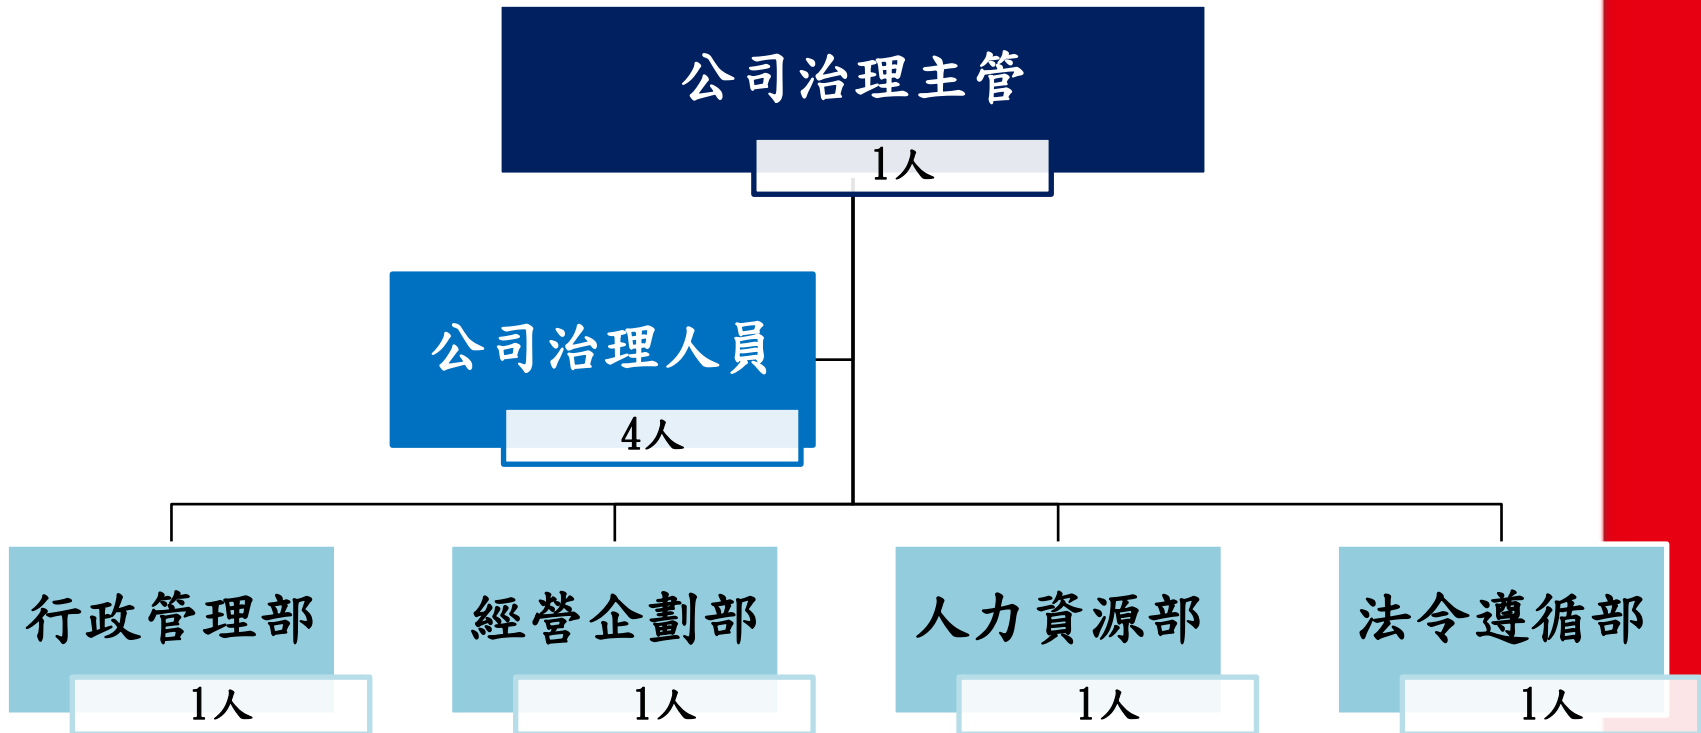 公司治理主管
1人
公司治理人員
4人
行政管理部
1人
經營企劃部
1人
人力資源部
1人
法令遵循部
1人